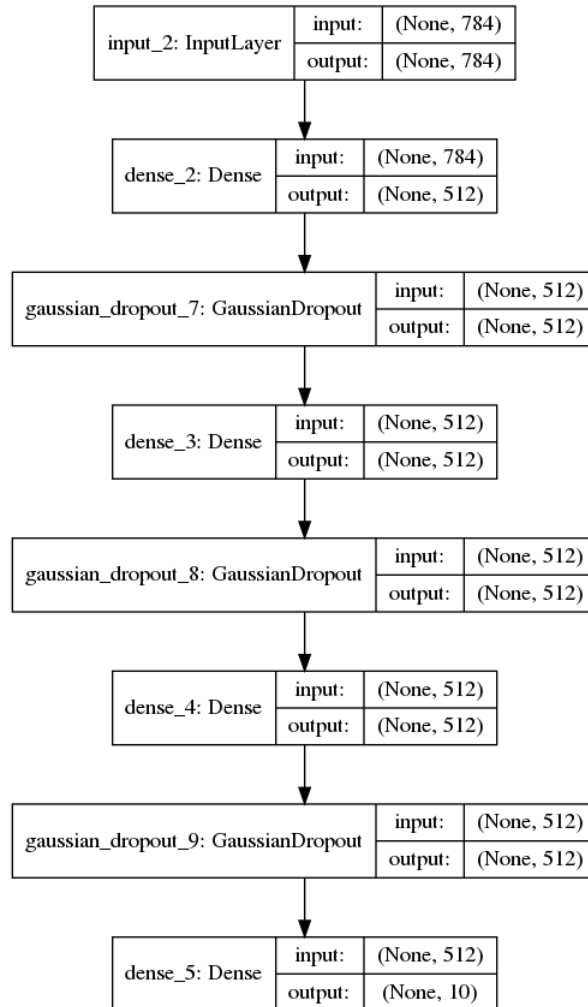 input_2: InputLayer
input: (None, 784)
output: (None, 784)
dense_2: Dense
input: (None, 784)
output: (None, 512)
gaussian_dropout_7: GaussianDropout
input: (None, 512)
output: (None, 512)
dense_3: Dense
input: (None, 512)
output: (None, 512)
gaussian_dropout_8: GaussianDropout
input: (None, 512)
output: (None, 512)
dense_4: Dense
input: (None, 512)
output: (None, 512)
gaussian_dropout_9: GaussianDropout
input: (None, 512)
output: (None, 512)
dense_5: Dense
input: (None, 512)
output: (None, 10)